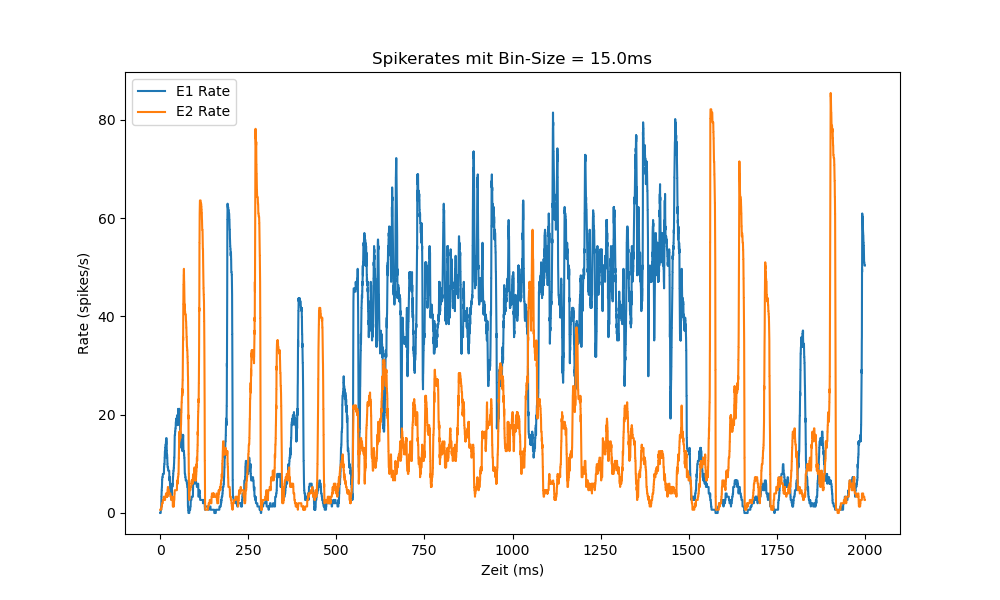 Spikerates mit Bin-Size = 15.0ms
E1 Rate
E2 Rate
Rate (spikes/s)
80
60
40
20
0
0 250 500 750 1000 1250 1500 1750 2000
Zeit (ms)